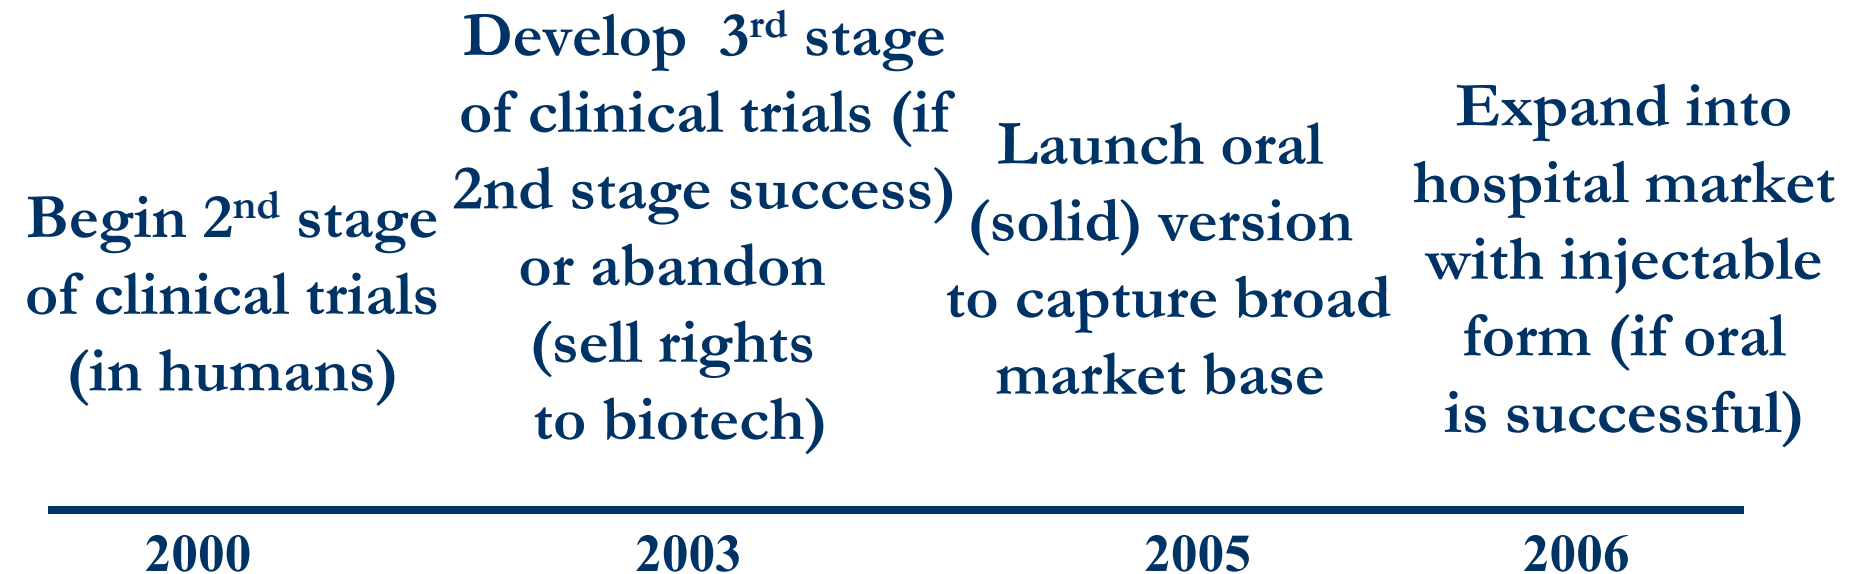 Begin 2nd stage
of clinical trials
(in humans)
Develop 3rd stage
of clinical trials (if
2nd stage success)
or abandon
(sell rights
to biotech)
Launch oral
(solid) version
to capture broad
market base
Expand into
hospital market
with injectable
form (if oral
is successful)
2000
2003
2005
2006